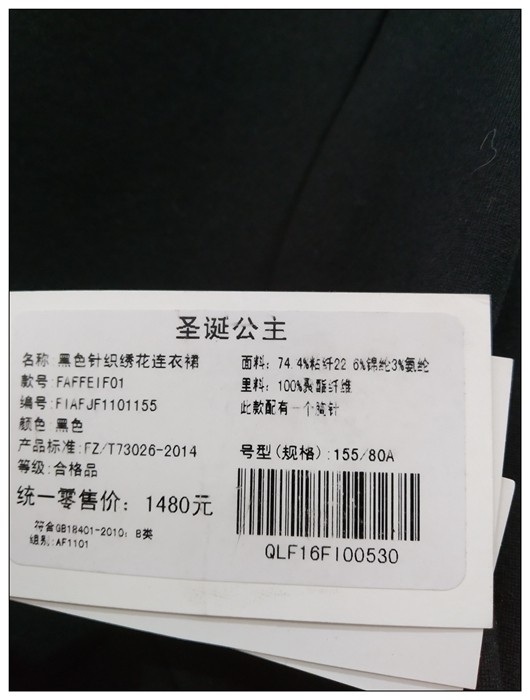 圣诞公主
名称:黑色针织绣花连衣裙
款号:FAFFEIF01
编号:FIAFJF1101155
颜色:黑色
产品标准:FZ/T73026-2014
等级:合格品
统一零售价: 1480元
符合GB18401-2010; B类
组别:AF1101
面料: 74.4%粘纤22 6%锦纶3%氨纶
里料: 100%聚酯纤维
此款配有一个胸针
号型(规格):155/80A
QLF16FI00530